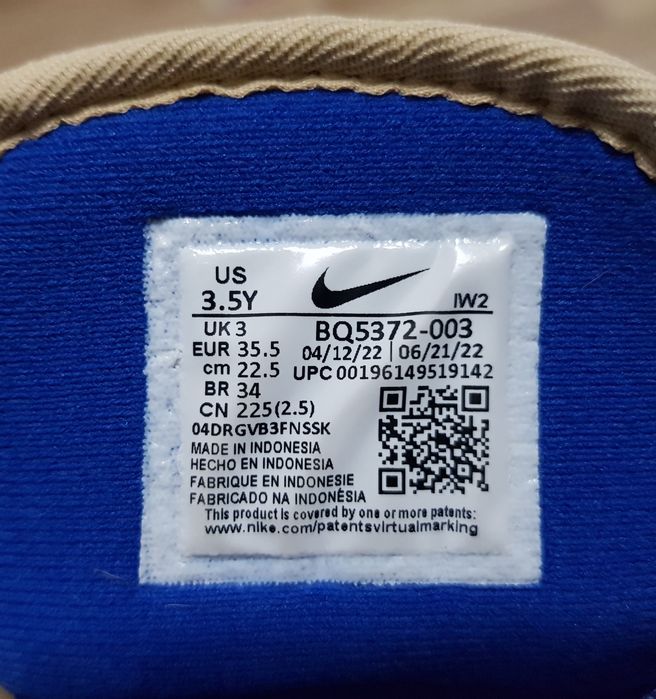 US
3.5Y
IW2
UK 3
BQ5372-003
EUR 35.5
04/12/22 | 06/21/22
cm 22.5
UPC 00196149519142
BR 34
CN 225(2.5)
04DRGVB3FNSSK
MADE IN INDONESIA
HECHO EN INDONESIA
FABRIQUE EN INDONESIE
FABRICADO NA INDONÉSIA
This product is covered by one or more patents:
www.nike.com/patentsvirtualmarking